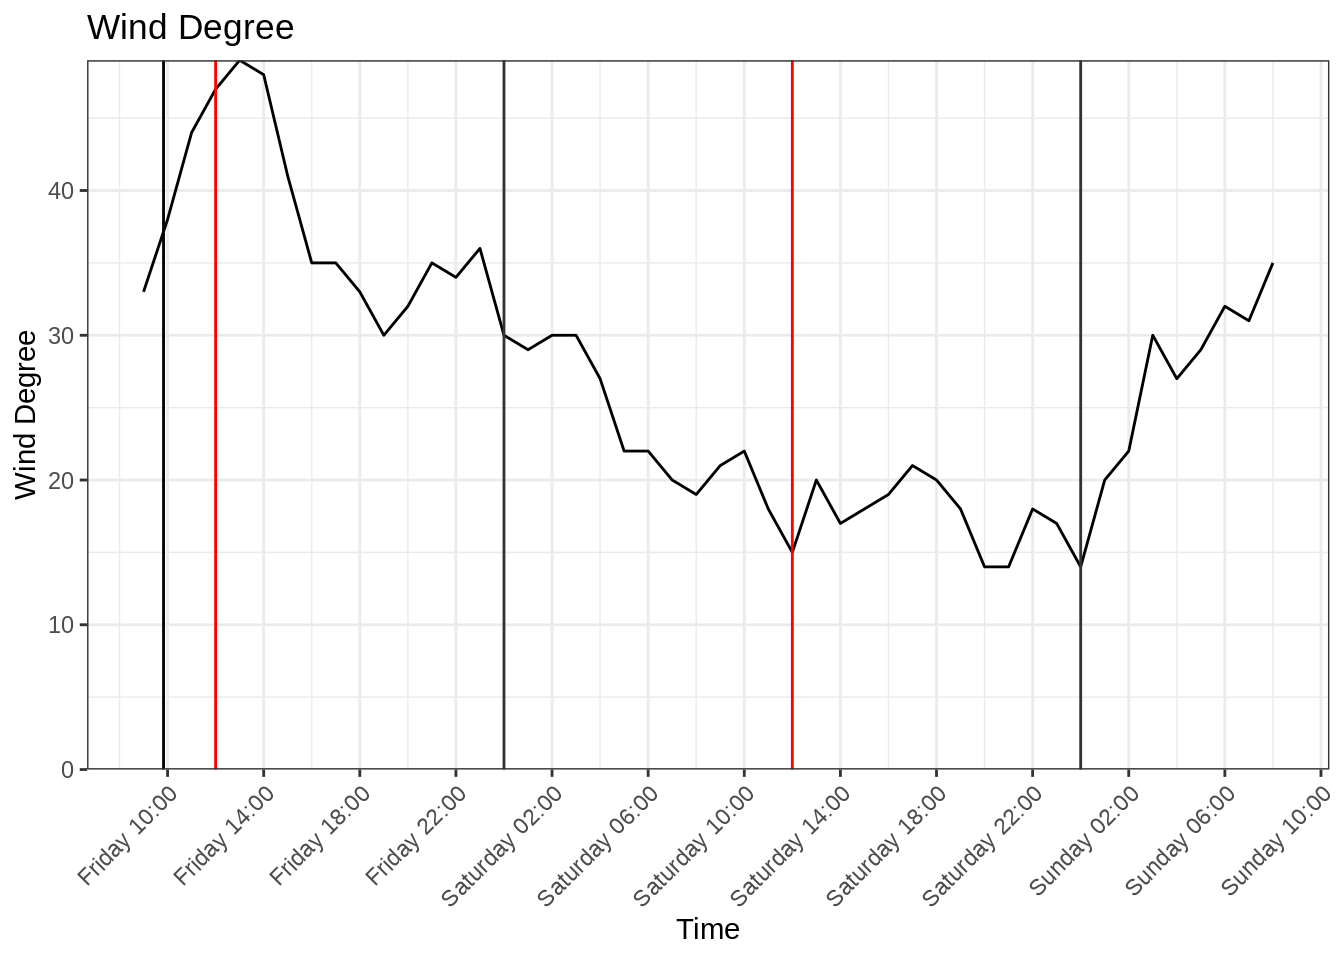 Wind Degree
Wind Degree
40
30
20
10
0
Friday 10:00
Friday 14:00
Friday 18:00
Friday 22:00
Saturday 02:00
Saturday 06:00
Saturday 10:00
Saturday 14:00
Saturday 18:00
Saturday 22:00
Sunday 02:00
Sunday 06:00
Sunday 10:00
Time